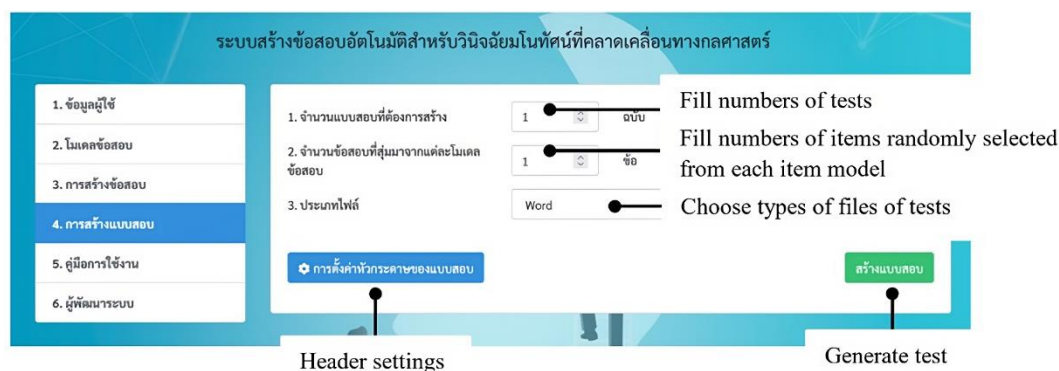 ระบบสร้างข้อสอบอัตโนมัติสำหรับวินิจฉัยมโนทัศน์ที่คลาดเคลื่อนทางกลศาสตร์
1. ข้อมูลผู้ใช้
2. โมเดลข้อสอบ
3. การสร้างข้อสอบ
4. การสร้างแบบสอบ
5. คู่มือการใช้งาน
6. ผู้พัฒนาระบบ
1. จำนวนแบบสอบที่ต้องการสร้าง
1
ฉบับ
Fill numbers of tests
2. จำนวนข้อสอบที่สุ่มมาจากแต่ละโมเดล
ข้อสอบ
1
ข้อ
Fill numbers of items randomly selected
from each item model
3. ประเภทไฟล์
Word
Choose types of files of tests
การตั้งค่าหัวกระดาษของแบบสอบ
สร้างแบบสอบ
Header settings
Generate test